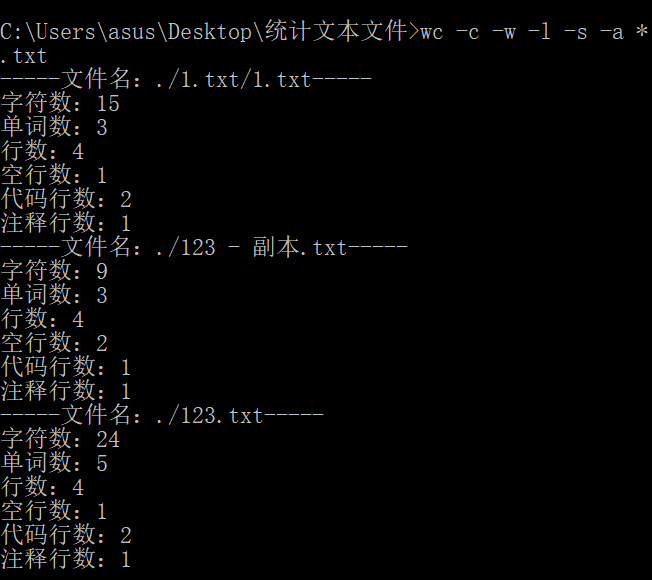 C:\Users\asus\Desktop\统计文本文件>wc -c -w -l -s -a *
.txt
-----文件名：./1.txt/1.txt-----
字符数：15
单词数：3
行数：4
空行数：1
代码行数：2
注释行数：1
-----文件名：./123 - 副本.txt-----
字符数：9
单词数：3
行数：4
空行数：2
代码行数：1
注释行数：1
-----文件名：./123.txt-----
字符数：24
单词数：5
行数：4
空行数：1
代码行数：2
注释行数：1